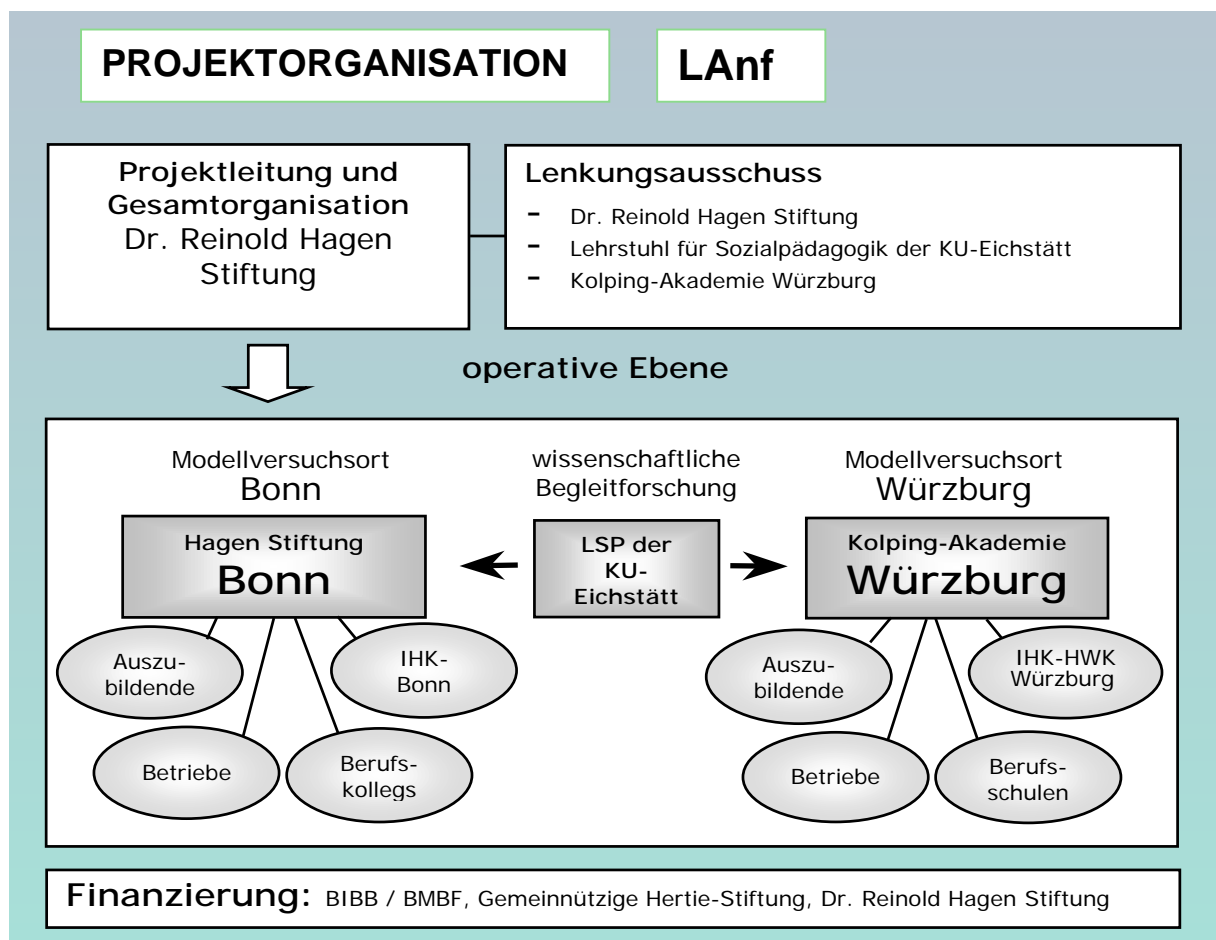 PROJEKTORGANISATION
LAnf
Projektleitung und
Gesamtorganisation
Dr. Reinold Hagen
Stiftung
Lenkungsausschuss
- Dr. Reinold Hagen Stiftung
- Lehrstuhl für Sozialpädagogik der KU-Eichstätt
- Kolping-Akademie Würzburg
operative Ebene
Modellversuchsort
Bonn
Hagen Stiftung
Bonn
Auszu-
bildende
IHK-
Bonn
Betriebe
Berufs-
kollegs
wissenschaftliche
Begleitforschung
LSP der
KU-
Eichstätt
Modellversuchsort
Würzburg
Kolping-Akademie
Würzburg
Auszu-
bildende
IHK-HWK
Würzburg
Betriebe
Berufs-
schulen
Finanzierung: BIBB / BMBF, Gemeinnützige Hertie-Stiftung, Dr. Reinold Hagen Stiftung